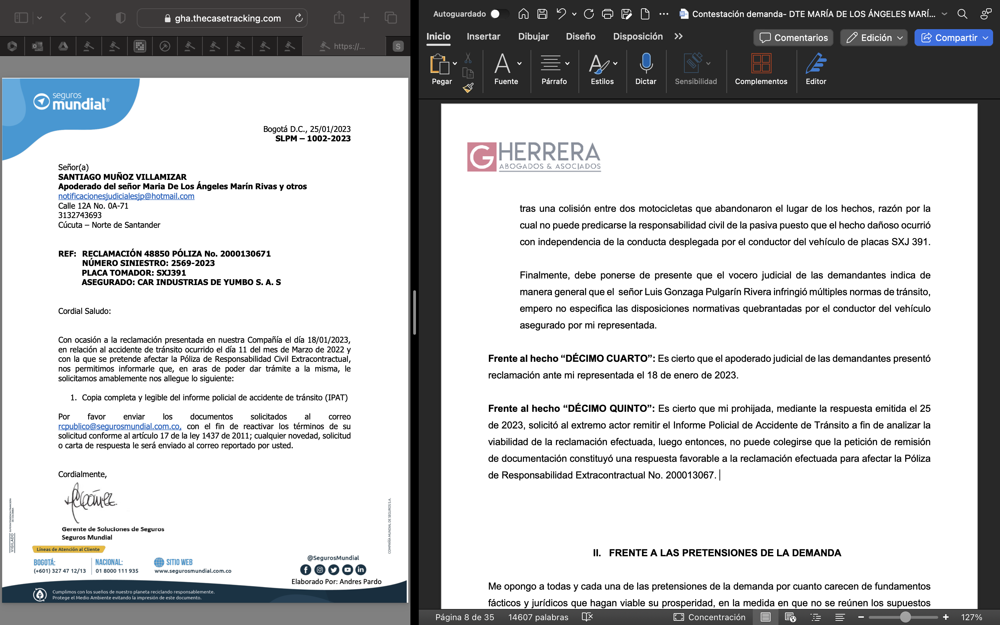 gha.thecasetracking.com
https://...
S
seguros
mundial®
Bogotá D.C., 25/01/2023
SLPM – 1002-2023
Señor(a)
SANTIAGO MUÑOZ VILLAMIZAR
Apoderado del señor Maria De Los Ángeles Marín Rivas y otros
notificacionesjudicialesjp@hotmail.com
Calle 12A No. 0A-71
3132743693
Cúcuta – Norte de Santander
REF: RECLAMACIÓN 48850 PÓLIZA No. 2000130671
NÚMERO SINIESTRO: 2569-2023
PLACA TOMADOR: SXJ391
ASEGURADO: CAR INDUSTRIAS DE YUMBO S. A. S
Cordial Saludo:
Con ocasión a la reclamación presentada en nuestra Compañía el día 18/01/2023,
en relación al accidente de tránsito ocurrido el día 11 del mes de Marzo de 2022 y
con la que se pretende afectar la Póliza de Responsabilidad Civil Extracontractual,
nos permitimos informarle que, en aras de poder dar trámite a la misma, le
solicitamos amablemente nos allegue lo siguiente:
1. Copia completa y legible del informe policial de accidente de tránsito (IPAT)
Por favor enviar los documentos solicitados al correo
rcpublico@segurosmundial.com.co, con el fin de reactivar los términos de su
solicitud conforme al artículo 17 de la ley 1437 de 2011; cualquier novedad, solicitud
o carta de respuesta le será enviado al correo reportado por usted.
Cordialmente,
Gerente de Soluciones de Seguros
Seguros Mundial
VIGILADO SUPERINTENDENCIA FINANCIERA DE COLOMBIA
COMPAÑÍA MUNDIAL DE SEGUROS S.A.
Líneas de Atención al Cliente
BOGOTÁ:
(+601) 327 47 12/13
NACIONAL:
01 8000 111 935
SITIO WEB
www.segurosmundial.com.co
@SegurosMundial
Elaborado Por: Andres Pardo
Cumplimos con los sueños de nuestro planeta reciclando responsablemente.
Protege el Medio Ambiente evitando la impresión de este documento.
Autoguardado
Contestación demanda- DTE MARÍA DE LOS ÁNGELES MARÍ...
Inicio Insertar Dibujar Diseño Disposición
Comentarios Edición Compartir
Pegar Fuente Párrafo Estilos Dictar Sensibilidad Complementos Editor
G HERRERA
ABOGADOS & ASOCIADOS
tras una colisión entre dos motocicletas que abandonaron el lugar de los hechos, razón por la
cual no puede predicarse la responsabilidad civil de la pasiva puesto que el hecho dañoso ocurrió
con independencia de la conducta desplegada por el conductor del vehículo de placas SXJ 391.
Finalmente, debe ponerse de presente que el vocero judicial de las demandantes indica de
manera general que el señor Luis Gonzaga Pulgarín Rivera infringió múltiples normas de tránsito,
empero no especifica las disposiciones normativas quebrantadas por el conductor del vehículo
asegurado por mi representada.
Frente al hecho “DÉCIMO CUARTO”: Es cierto que el apoderado judicial de las demandantes presentó
reclamación ante mi representada el 18 de enero de 2023.
Frente al hecho “DÉCIMO QUINTO”: Es cierto que mi prohijada, mediante la respuesta emitida el 25
de 2023, solicitó al extremo actor remitir el Informe Policial de Accidente de Tránsito a fin de analizar la
viabilidad de la reclamación efectuada, luego entonces, no puede colegirse que la petición de remisión
de documentación constituyó una respuesta favorable a la reclamación efectuada para afectar la Póliza
de Responsabilidad Extracontractual No. 200013067.
II. FRENTE A LAS PRETENSIONES DE LA DEMANDA
Me opongo a todas y cada una de las pretensiones de la demanda por cuanto carecen de fundamentos
fácticos y jurídicos que hagan viable su prosperidad, en la medida en que no se reúnen los supuestos
Página 8 de 35 14607 palabras Concentración 127%